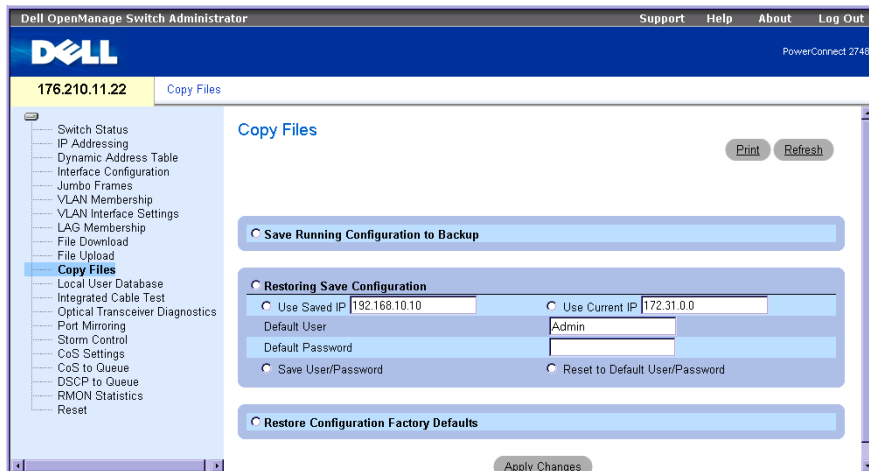 Dell OpenManage Switch Administrator
Support Help About Log Out
DELL
PowerConnect 2748
176.210.11.22
Copy Files
Switch Status
IP Addressing
Dynamic Address Table
Interface Configuration
Jumbo Frames
VLAN Membership
VLAN Interface Settings
LAG Membership
File Download
File Upload
Copy Files
Local User Database
Integrated Cable Test
Optical Transceiver Diagnostics
Port Mirroring
Storm Control
CoS Settings
CoS to Queue
DSCP to Queue
RMON Statistics
Reset
Copy Files
Print Refresh
Save Running Configuration to Backup
Restoring Save Configuration
Use Saved IP 192.168.10.10 Use Current IP 172.31.0.0
Default User Admin
Default Password
Save User/Password Reset to Default User/Password
Restore Configuration Factory Defaults
Apply Changes